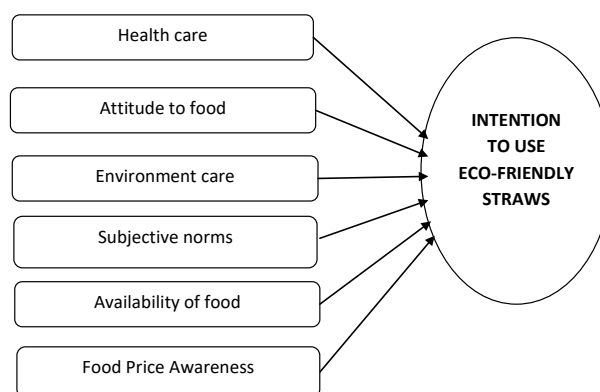 Health care
Attitude to food
Environment care
Subjective norms
Availability of food
Food Price Awareness
INTENTION
TO USE
ECO-FRIENDLY
STRAWS